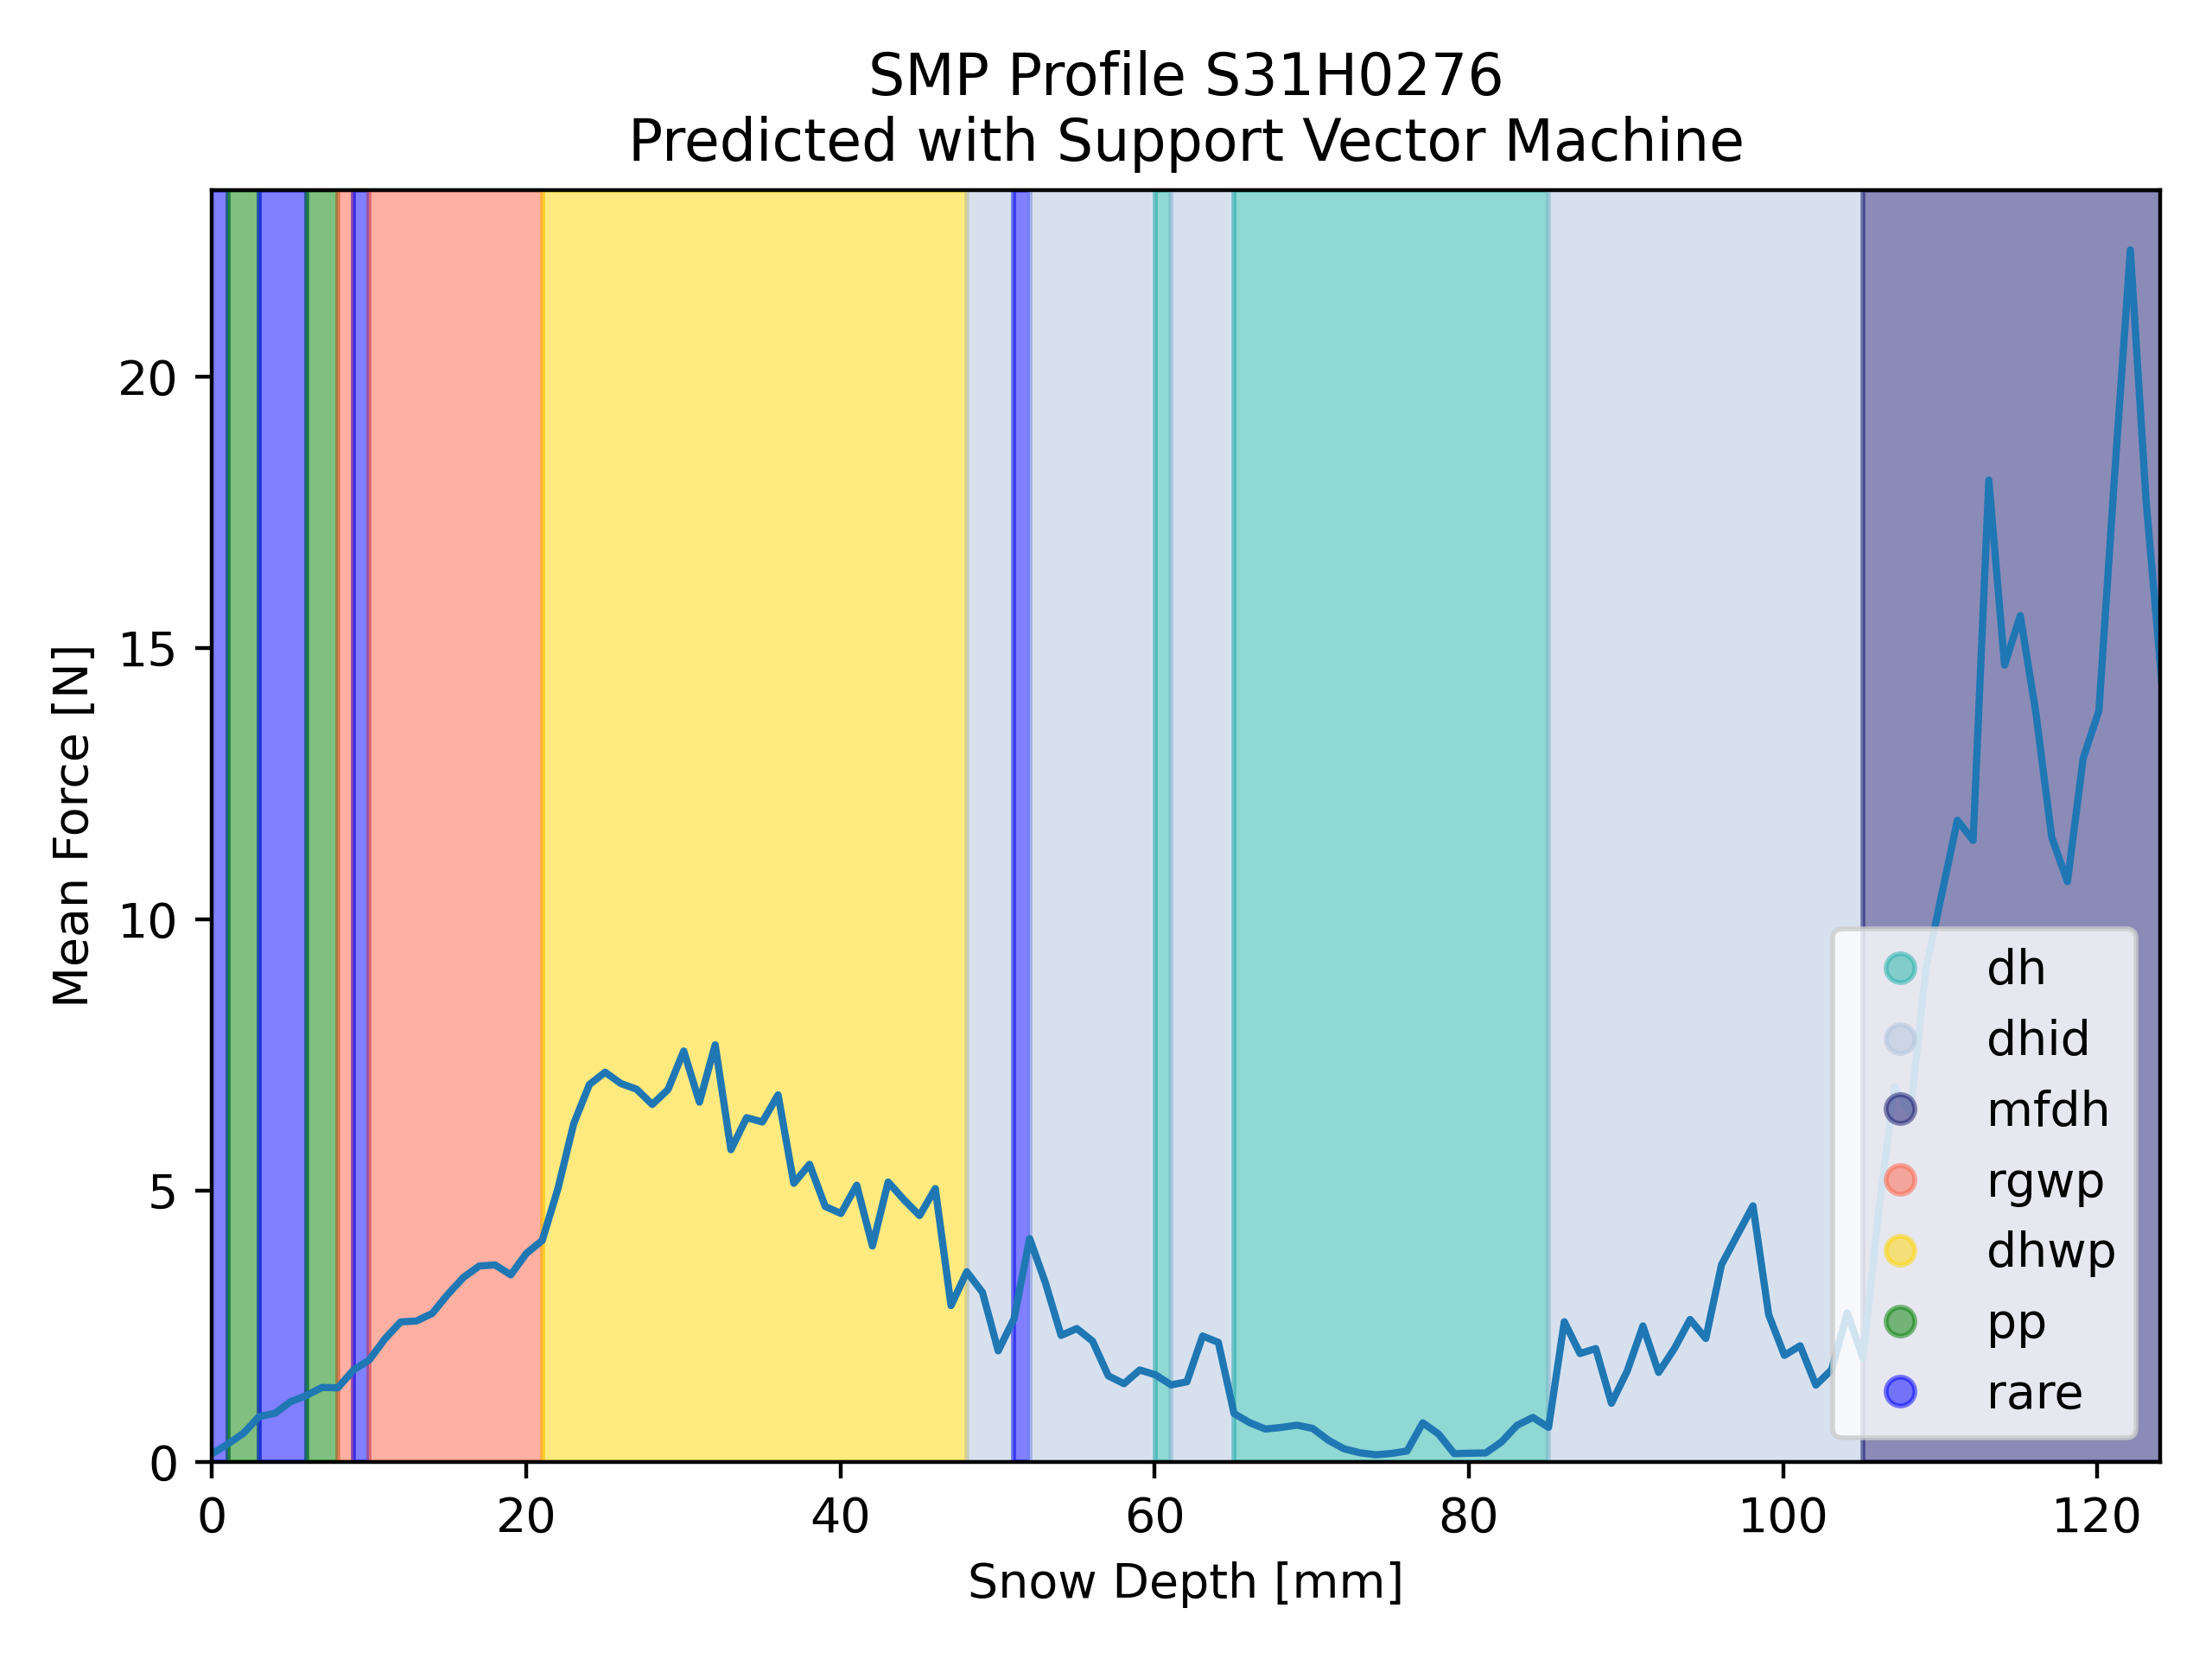 SMP Profile S31H0276
Predicted with Support Vector Machine
Mean Force [N]
20
15
10
5
0
0 20 40 60 80 100 120
Snow Depth [mm]
dh
dhid
mfdh
rgwp
dhwp
pp
rare